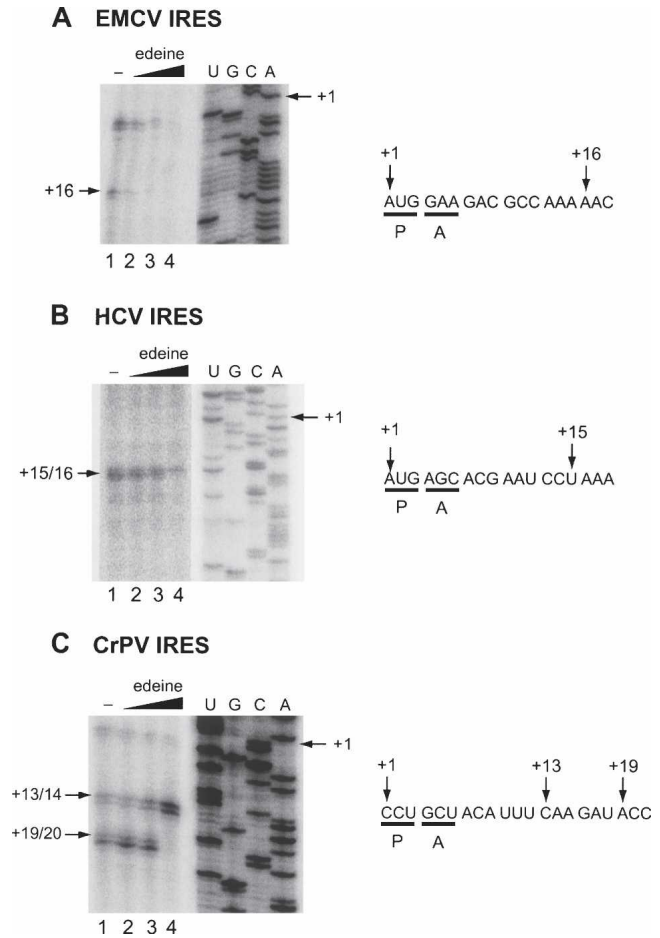 A EMCV IRES
edeine
– U G C A
+1
+16
1 2 3 4
+1 +16
AUG GAA GAC GCC AAA AAC
P A
B HCV IRES
edeine
– U G C A
+1
+15/16
1 2 3 4
+1 +15
AUG AGC ACG AAU CCU AAA
P A
C CrPV IRES
edeine
– U G C A
+1
+13/14
+19/20
1 2 3 4
+1 +13 +19
CCU GCU ACA UUU CAA GAU ACC
P A